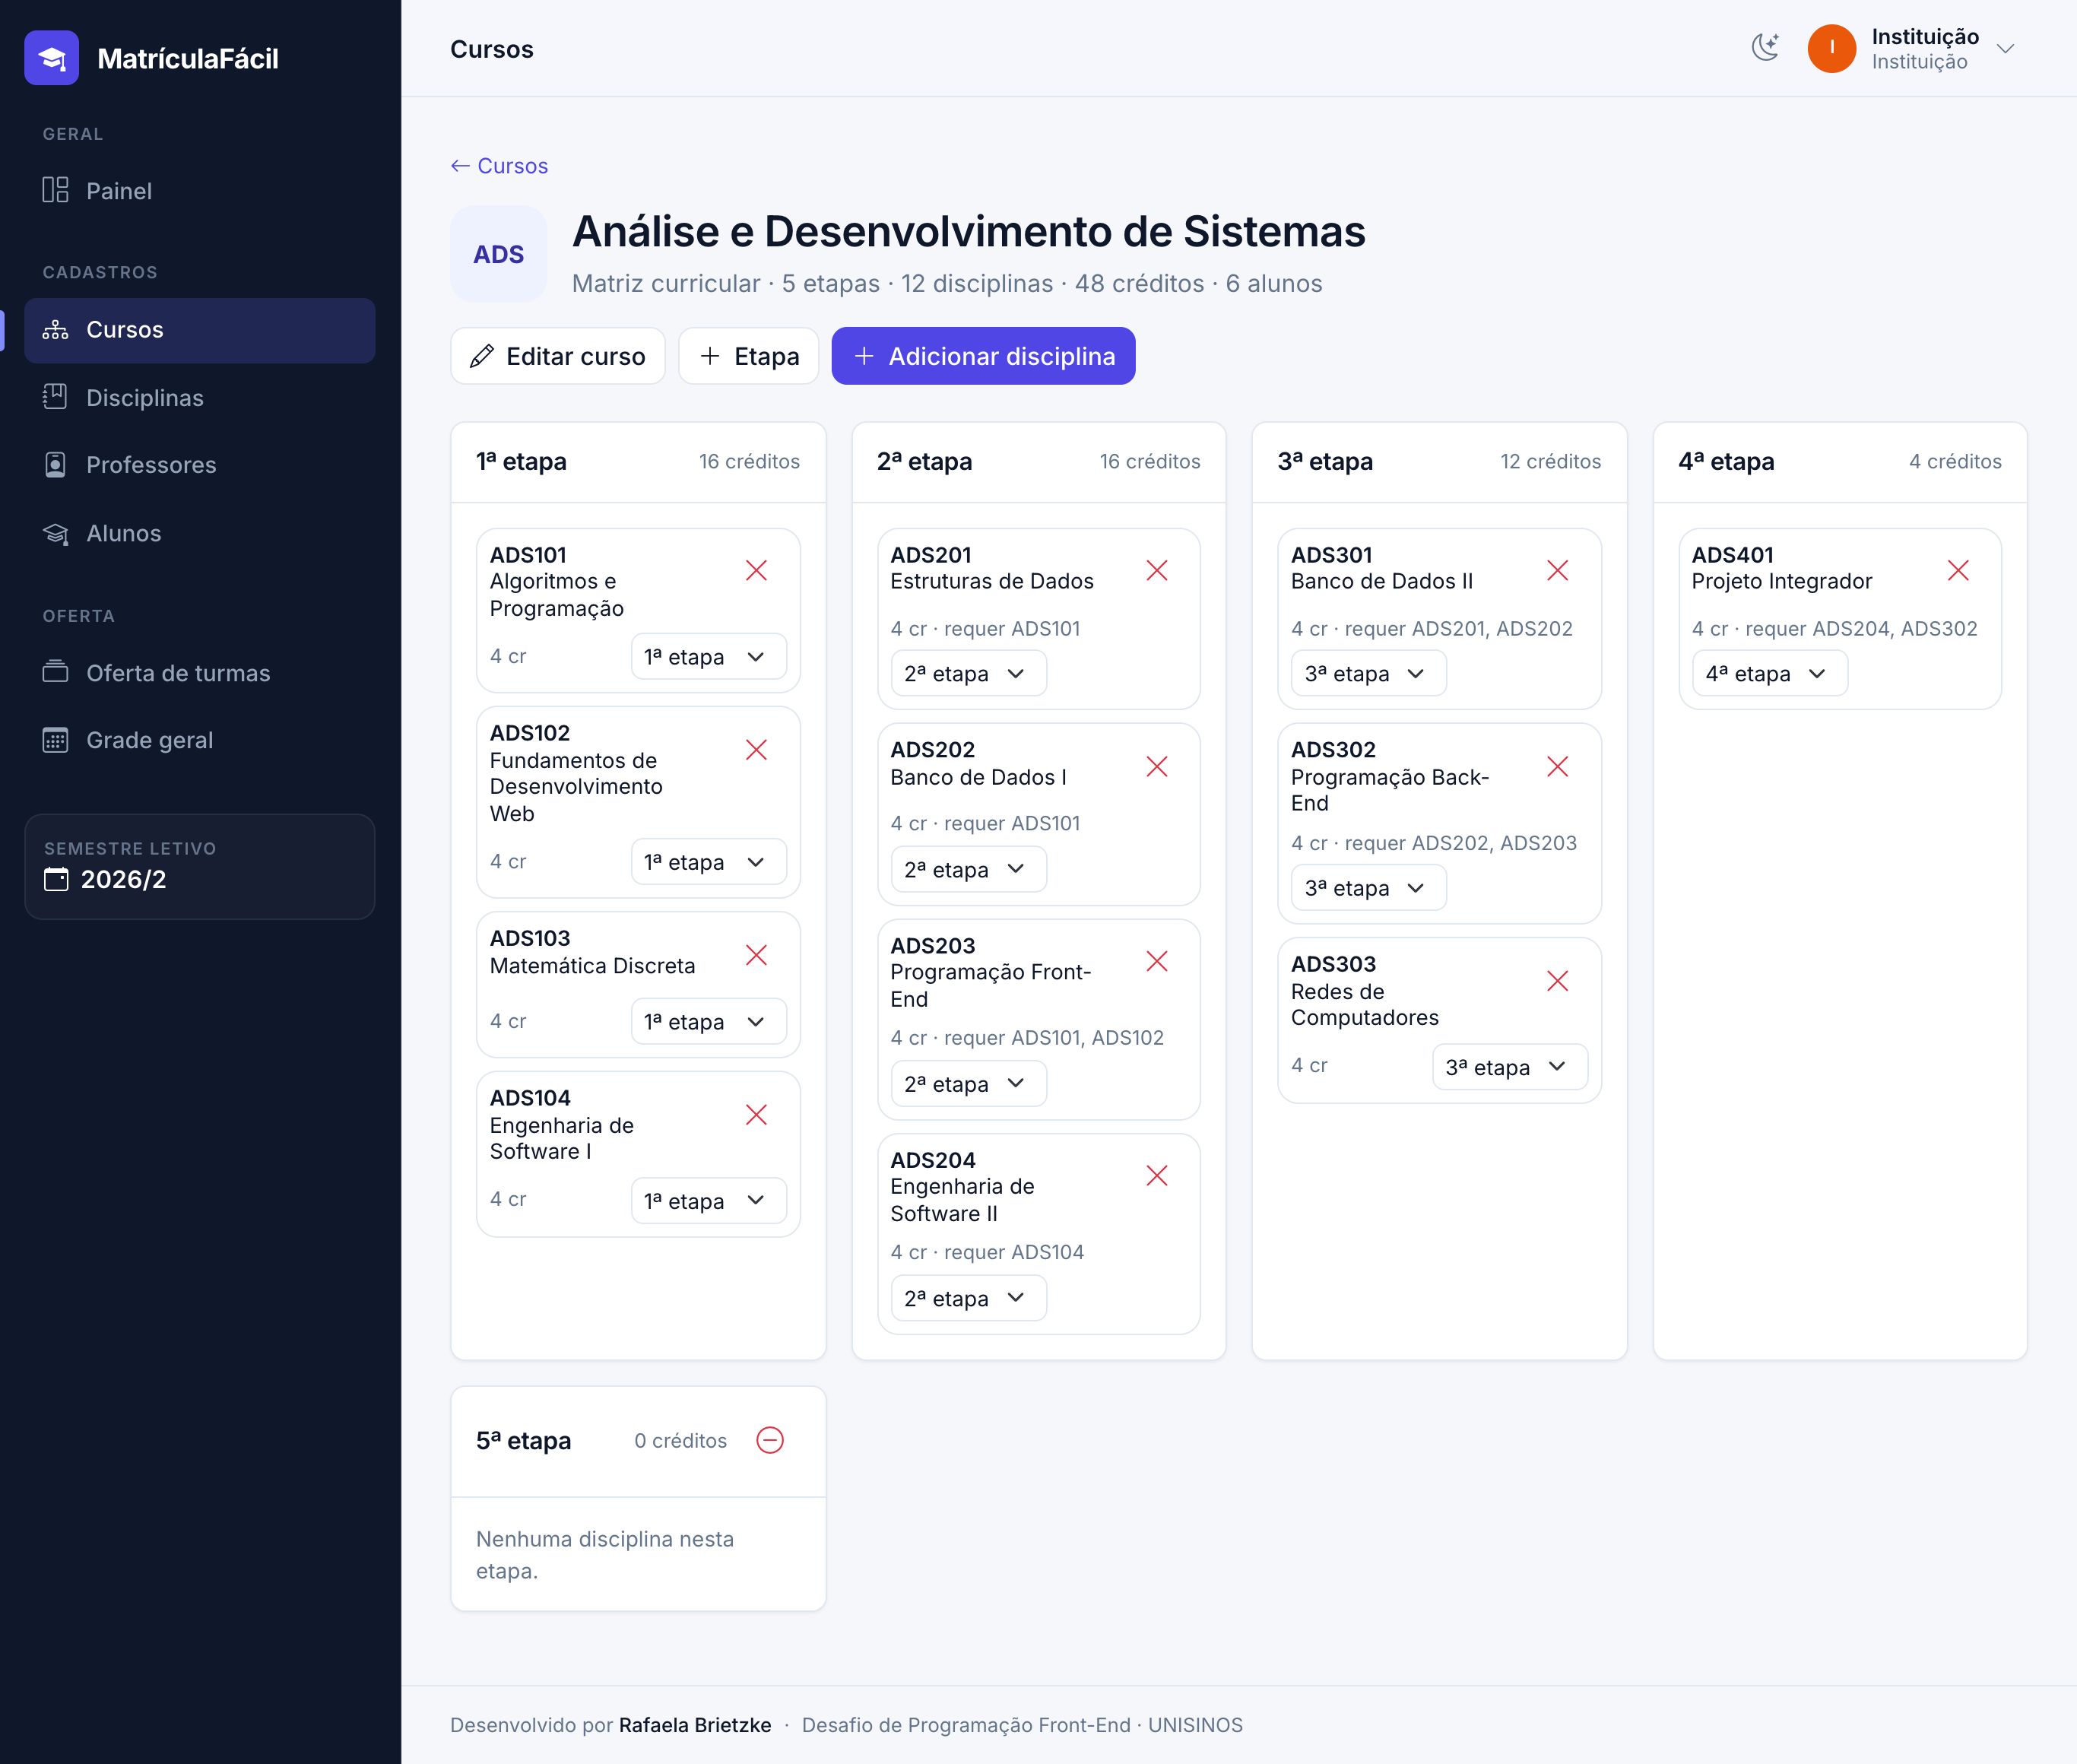 MatrículaFácil
GERAL
Painel
CADASTROS
Cursos
Disciplinas
Professores
Alunos
OFERTA
Oferta de turmas
Grade geral
SEMESTRE LETIVO
2026/2
Cursos
I
Instituição
Instituição
← Cursos
ADS
Análise e Desenvolvimento de Sistemas
Matriz curricular · 5 etapas · 12 disciplinas · 48 créditos · 6 alunos
Editar curso
+ Etapa
+ Adicionar disciplina
1ª etapa 16 créditos
ADS101
Algoritmos e
Programação
4 cr 1ª etapa
ADS102
Fundamentos de
Desenvolvimento
Web
4 cr 1ª etapa
ADS103
Matemática Discreta
4 cr 1ª etapa
ADS104
Engenharia de
Software I
4 cr 1ª etapa
2ª etapa 16 créditos
ADS201
Estruturas de Dados
4 cr · requer ADS101
2ª etapa
ADS202
Banco de Dados I
4 cr · requer ADS101
2ª etapa
ADS203
Programação Front-
End
4 cr · requer ADS101, ADS102
2ª etapa
ADS204
Engenharia de
Software II
4 cr · requer ADS104
2ª etapa
3ª etapa 12 créditos
ADS301
Banco de Dados II
4 cr · requer ADS201, ADS202
3ª etapa
ADS302
Programação Back-
End
4 cr · requer ADS202, ADS203
3ª etapa
ADS303
Redes de
Computadores
4 cr 3ª etapa
4ª etapa 4 créditos
ADS401
Projeto Integrador
4 cr · requer ADS204, ADS302
4ª etapa
5ª etapa 0 créditos
Nenhuma disciplina nesta
etapa.
Desenvolvido por Rafaela Brietzke · Desafio de Programação Front-End · UNISINOS